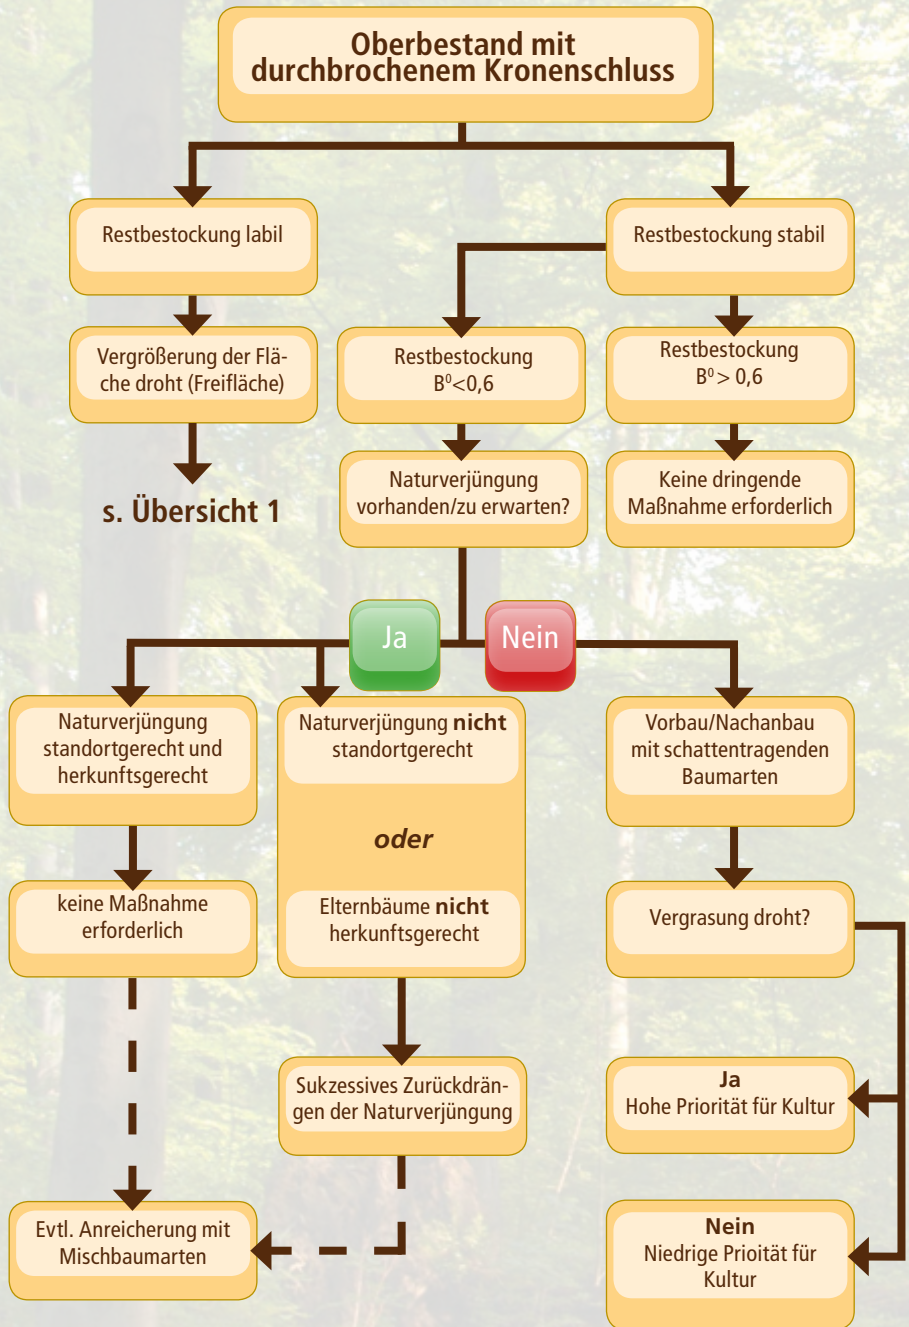 Oberbestand mit
durchbrochenem Kronenschluss
Restbestockung labil
Restbestockung stabil
Vergrößerung der Flä-
che droht (Freifläche)
Restbestockung
B⁰<0,6
Restbestockung
B⁰> 0,6
s. Übersicht 1
Naturverjüngung
vorhanden/zu erwarten?
Keine dringende
Maßnahme erforderlich
Ja
Nein
Naturverjüngung
standortgerecht und
herkunftsgerecht
Naturverjüngung nicht
standortgerecht
oder
Elternbäume nicht
herkunftsgerecht
Vorbau/Nachanbau
mit schattentragenden
Baumarten
keine Maßnahme
erforderlich
Vergrasung droht?
Sukzessives Zurückdrän-
gen der Naturverjüngung
Ja
Hohe Priorität für Kultur
Evtl. Anreicherung mit
Mischbaumarten
Nein
Niedrige Prioität für
Kultur